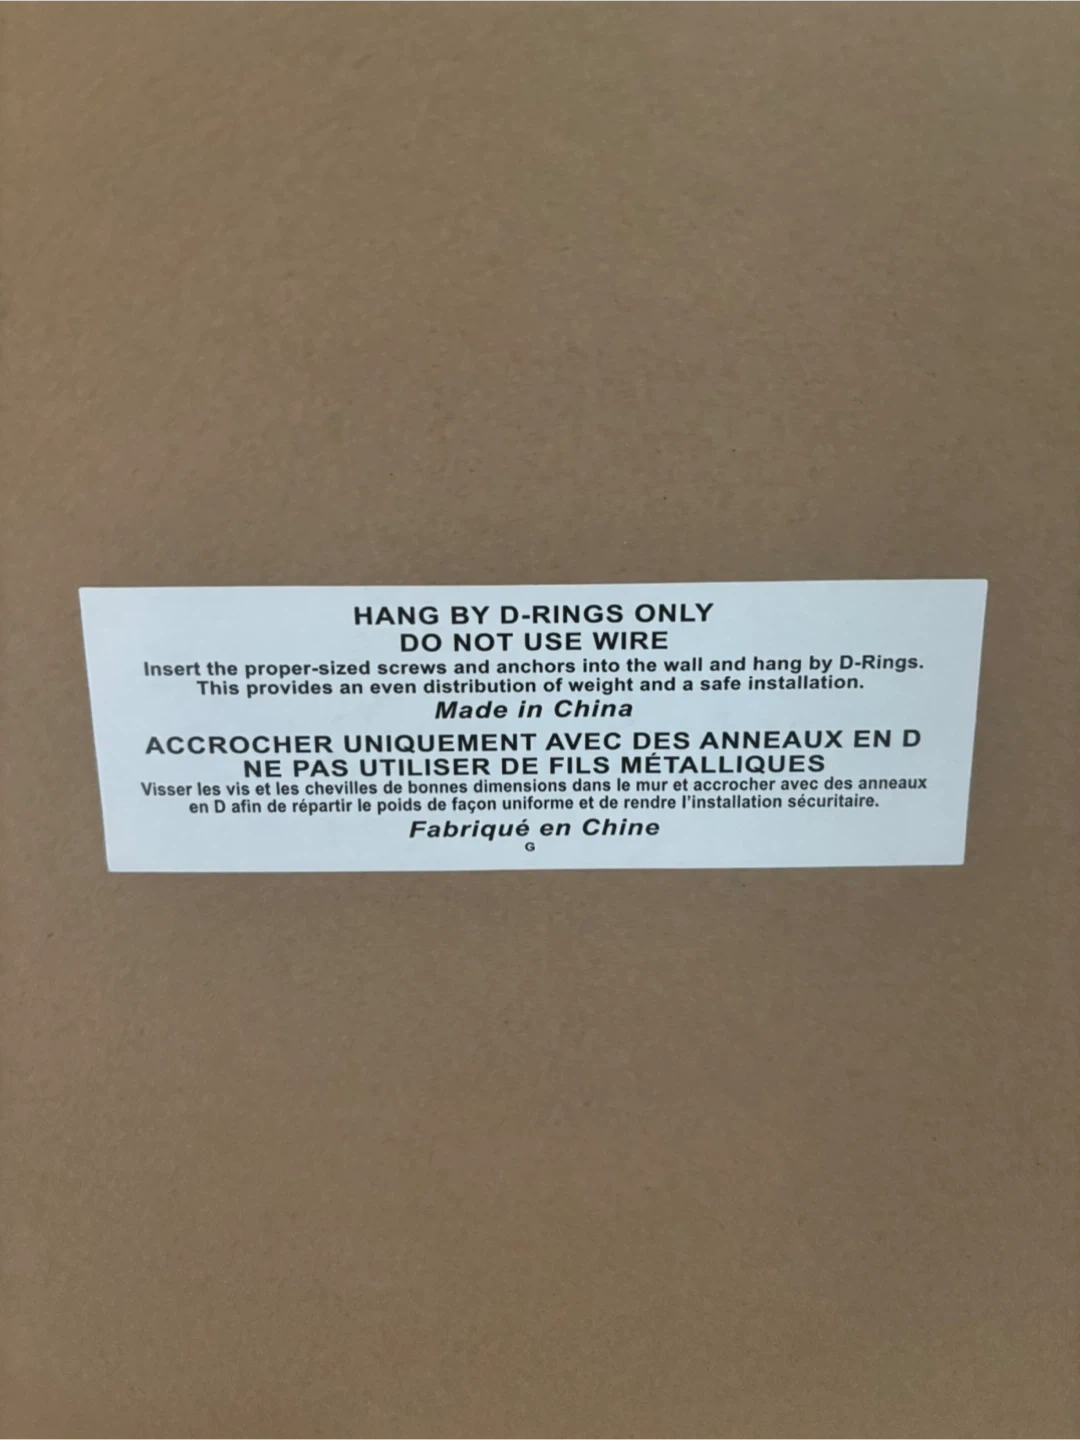 HANG BY D-RINGS ONLY
DO NOT USE WIRE
Insert the proper-sized screws and anchors into the wall and hang by D-Rings.
This provides an even distribution of weight and a safe installation.
Made in China
ACCROCHER UNIQUEMENT AVEC DES ANNEAUX EN D
NE PAS UTILISER DE FILS MÉTALLIQUES
Visser les vis et les chevilles de bonnes dimensions dans le mur et accrocher avec des anneaux
en D afin de répartir le poids de façon uniforme et de rendre l'installation sécuritaire.
Fabriqué en Chine
G